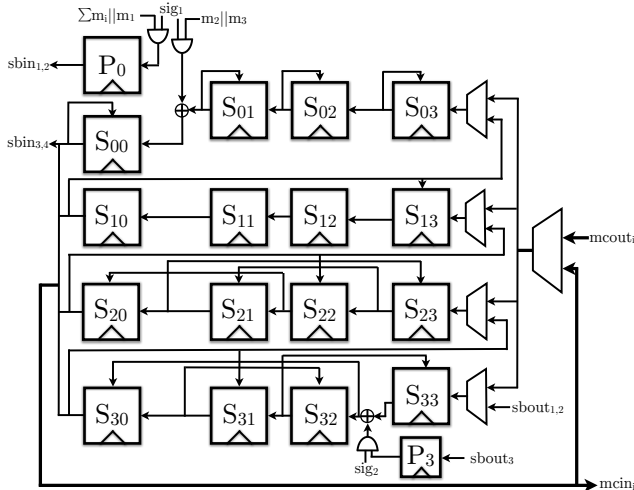 ∑mᵢ||m₁ sig₁ m₂||m₃
sbin₁,₂ P₀
S₀₁ S₀₂ S₀₃
sbin₃,₄ S₀₀
S₁₀ S₁₁ S₁₂ S₁₃
mcoutᵢ
S₂₀ S₂₁ S₂₂ S₂₃
S₃₀ S₃₁ S₃₂ S₃₃
sbout₁,₂
sig₂ P₃ sbout₃
mcinᵢ